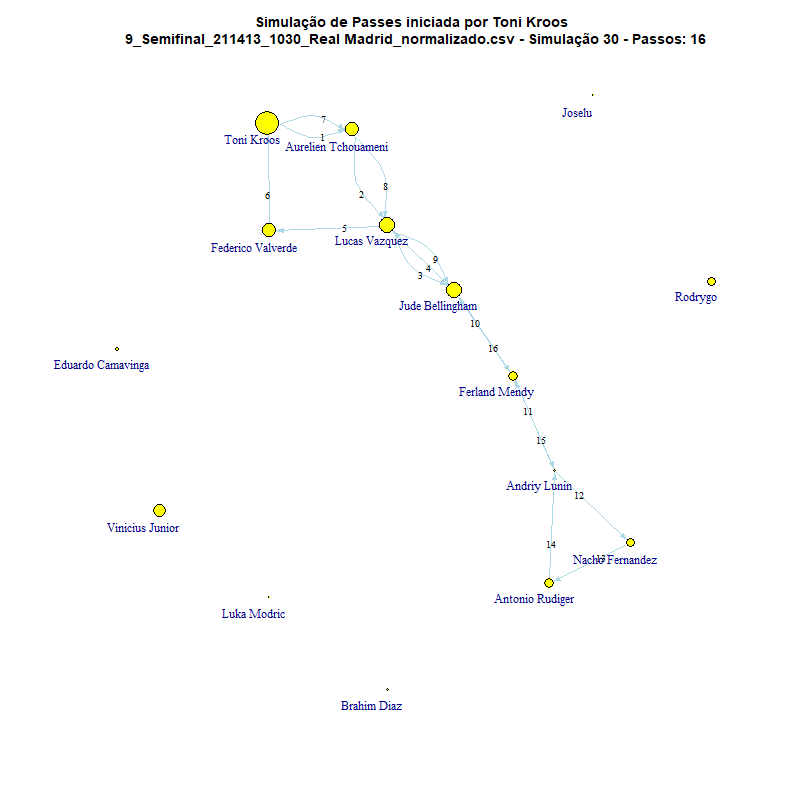 Simulação de Passes iniciada por Toni Kroos
9_Semifinal_211413_1030_Real Madrid_normalizado.csv - Simulação 30 - Passos: 16
Joselu
7
Toni Kroos
1
Aurelien Tchouameni
6
2
8
5
Federico Valverde
Lucas Vazquez
9
4
3
Rodrygo
Jude Bellingham
10
16
Eduardo Camavinga
Ferland Mendy
11
15
Andriy Lunin
12
Vinicius Junior
14
13
Nacho Fernandez
Antonio Rudiger
Luka Modric
Brahim Diaz